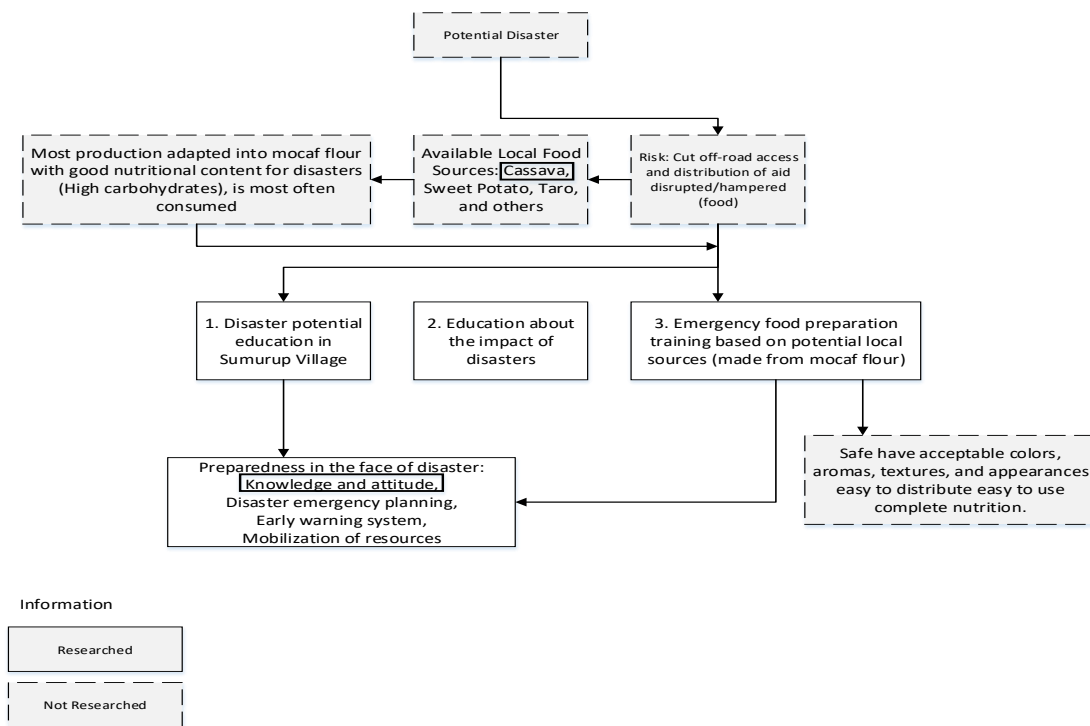 Potential Disaster
Most production adapted into mocaf flour
with good nutritional content for disasters
(High carbohydrates), is most often
consumed
Available Local Food
Sources: Cassava,
Sweet Potato, Taro,
and others
Risk: Cut off-road access
and distribution of aid
disrupted/hampered
(food)
1. Disaster potential
education in
Sumurup Village
2. Education about
the impact of
disasters
3. Emergency food preparation
training based on potential local
sources (made from mocaf flour)
Preparedness in the face of disaster:
Knowledge and attitude,
Disaster emergency planning,
Early warning system,
Mobilization of resources
Safe have acceptable colors,
aromas, textures, and appearances
easy to distribute easy to use
complete nutrition.
Information
Researched
Not Researched